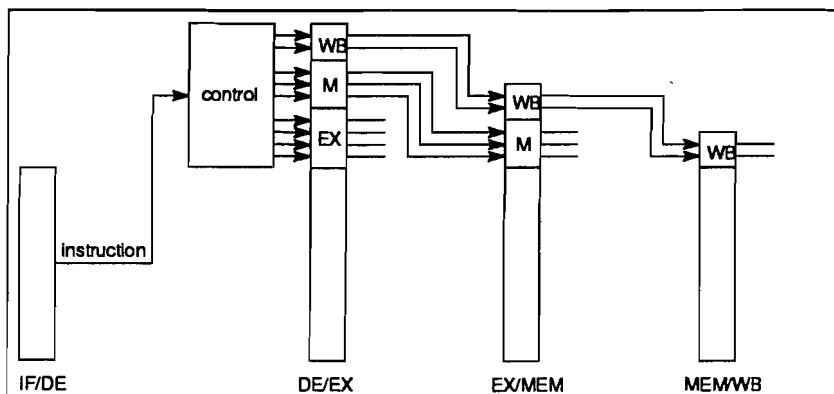 WB
control
M
WB
EX
M
WB
instruction
IF/DE
DE/EX
EX/MEM
MEM/WB